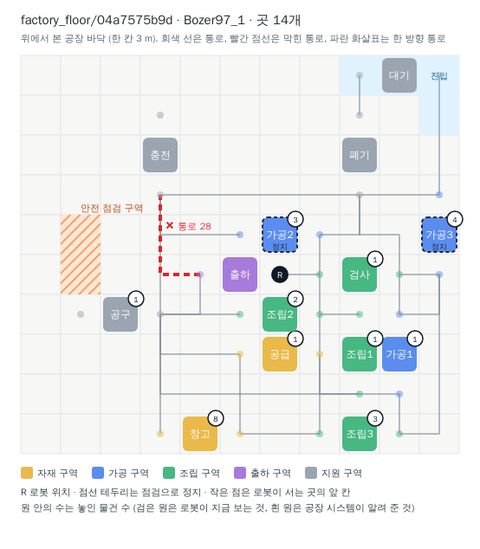 factory_floor/04a7575b9d · Bozer97_1 · 곳 14개
위에서 본 공장 바닥 (한 칸 3 m). 회색 선은 통로, 빨간 점선은 막힌 통로, 파란 화살표는 한 방향 통로
대기
전립
충전
폐기
안전 점검 구역
✕ 통로 28
3
가공2
정지
4
가공3
정지
출하
R
1
검사
1
공구
2
조립2
1
공급
1
조립1
1
가공1
8
창고
3
조립3
자재 구역
가공 구역
조립 구역
출하 구역
지원 구역
R 로봇 위치 · 점선 테두리는 점검으로 정지 · 작은 점은 로봇이 서는 곳의 앞 칸
원 안의 수는 놓인 물건 수 (검은 원은 로봇이 지금 보는 것, 흰 원은 공장 시스템이 알려 준 것)